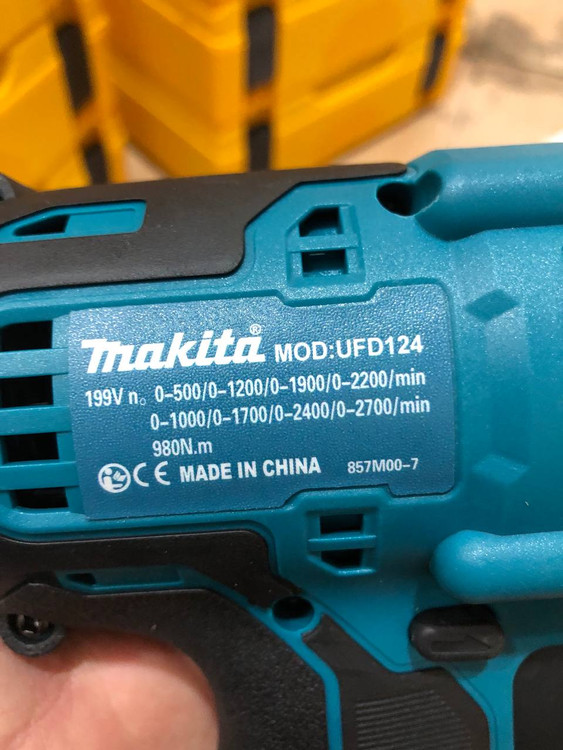 makita® MOD:UFD124
199V n。 0-500/0-1200/0-1900/0-2200/min
0-1000/0-1700/0-2400/0-2700/min
980N.m
CE MADE IN CHINA 857M00-7